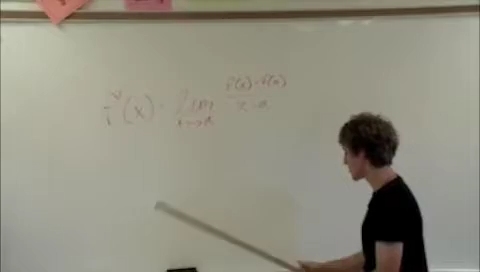 f'(x) = lim f(x) - f(a)
x→a x - a